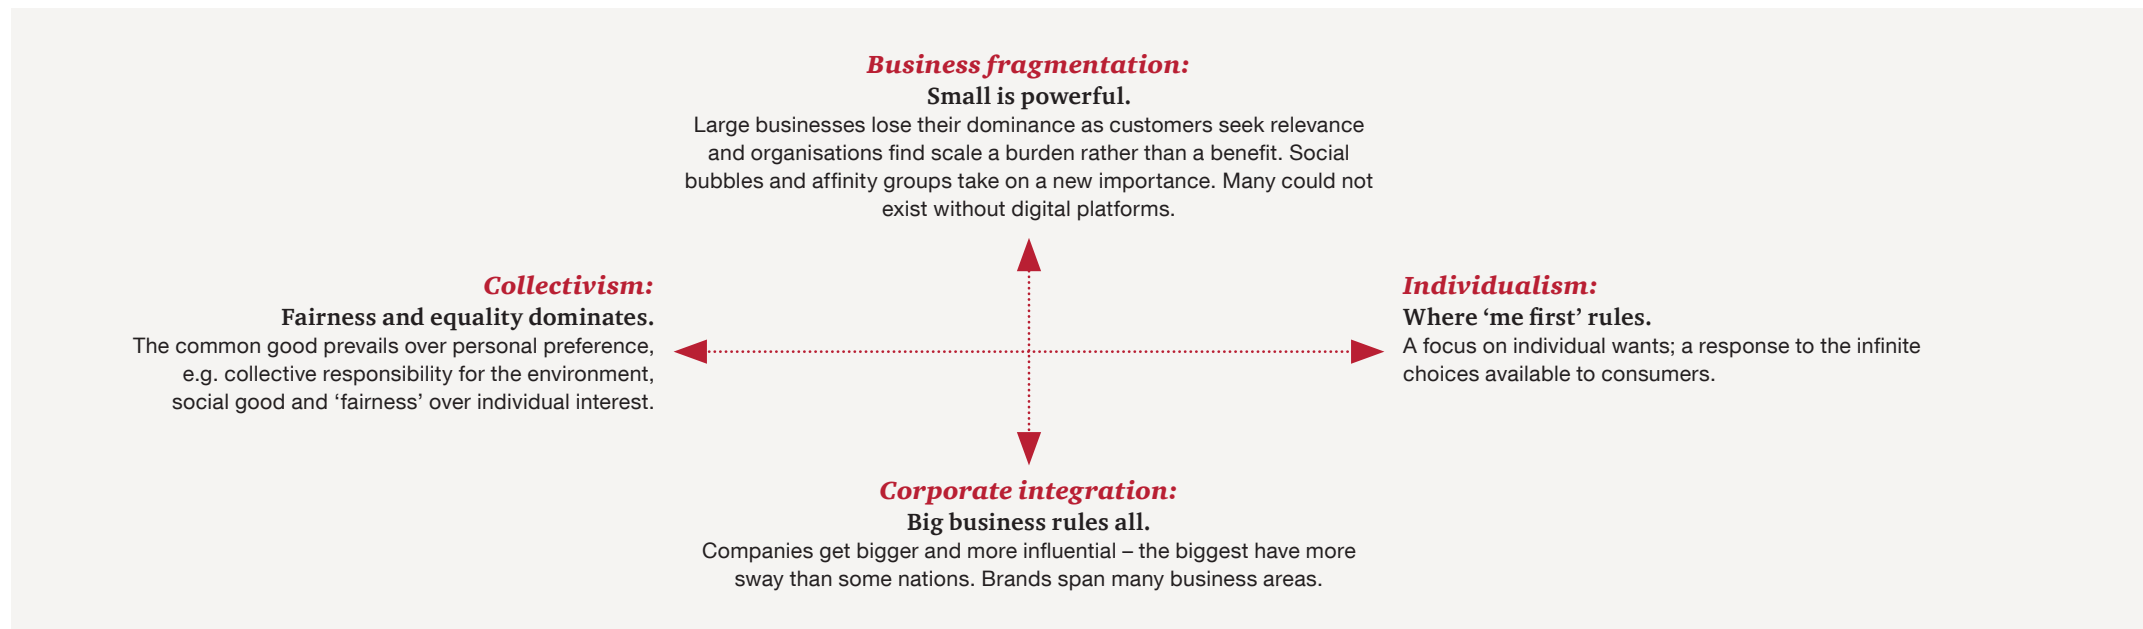 Business fragmentation:
Small is powerful.
Large businesses lose their dominance as customers seek relevance
and organisations find scale a burden rather than a benefit. Social
bubbles and affinity groups take on a new importance. Many could not
exist without digital platforms.
Collectivism:
Fairness and equality dominates.
The common good prevails over personal preference,
e.g. collective responsibility for the environment,
social good and ‘fairness’ over individual interest.
Individualism:
Where ‘me first’ rules.
A focus on individual wants; a response to the infinite
choices available to consumers.
Corporate integration:
Big business rules all.
Companies get bigger and more influential – the biggest have more
sway than some nations. Brands span many business areas.